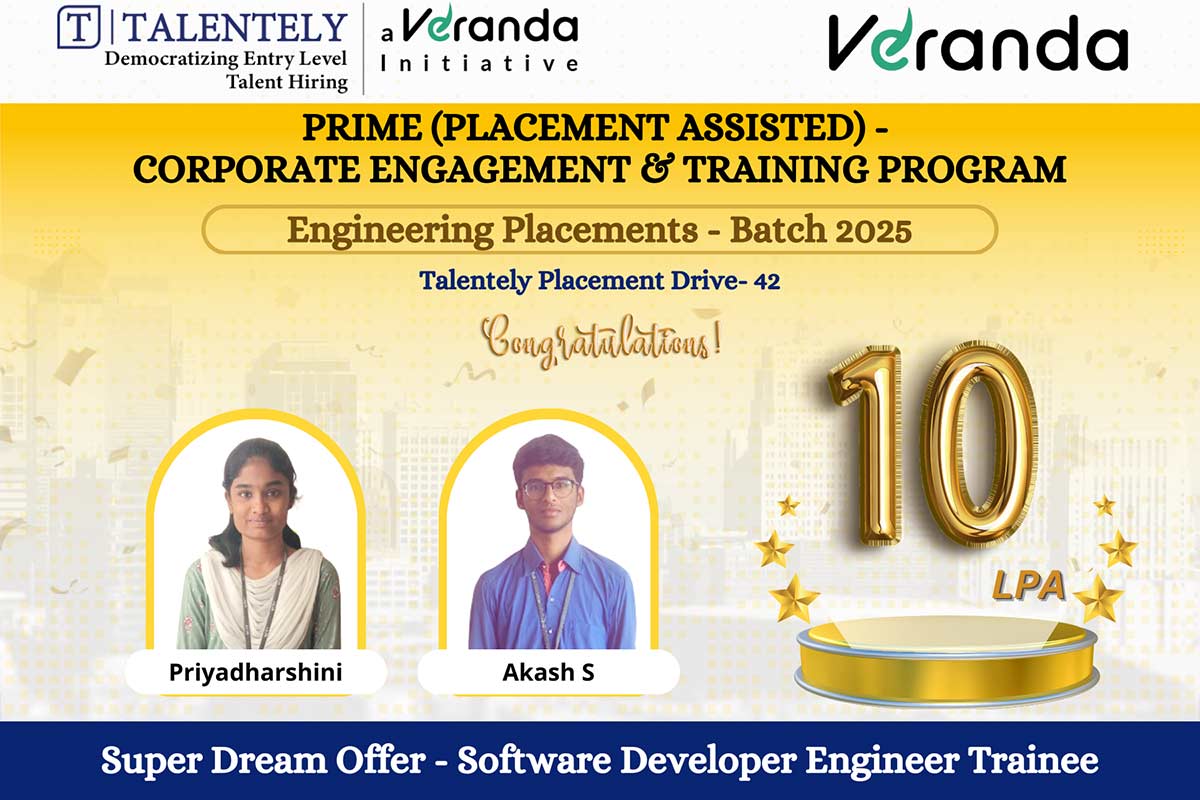 T | TALENTELY
Democratizing Entry Level
Talent Hiring
a Veranda
Initiative
Veranda
PRIME (PLACEMENT ASSISTED) -
CORPORATE ENGAGEMENT & TRAINING PROGRAM
Engineering Placements - Batch 2025
Talentely Placement Drive- 42
Congratulations!
10
LPA
Priyadharshini
Akash S
Super Dream Offer - Software Developer Engineer Trainee